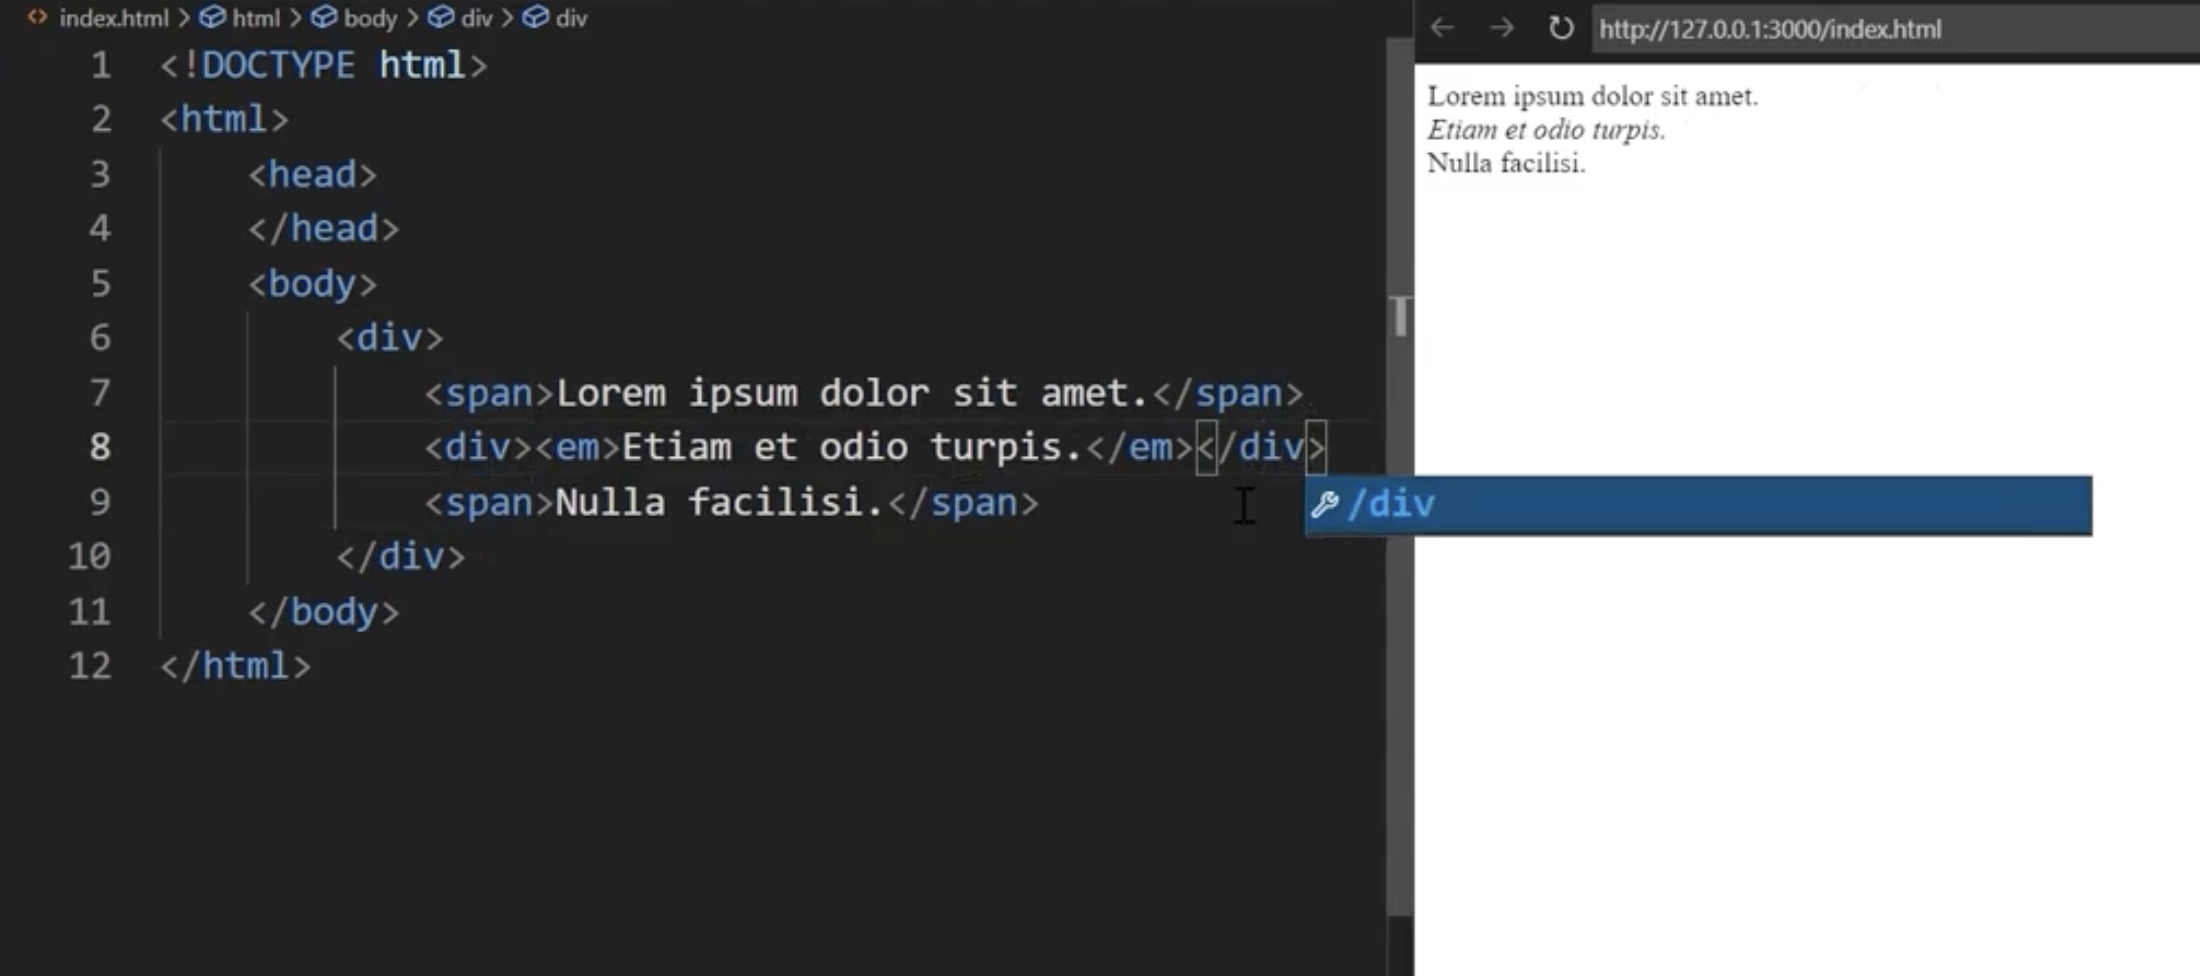 index.html > html > body > div > div
1 <!DOCTYPE html>
2 <html>
3 <head>
4 </head>
5 <body>
6 <div>
7 <span>Lorem ipsum dolor sit amet.</span>
8 <div><em>Etiam et odio turpis.</em></div>
/div
9 <span>Nulla facilisi.</span>
10 </div>
11 </body>
12 </html>
http://127.0.0.1:3000/index.html
Lorem ipsum dolor sit amet.
Etiam et odio turpis.
Nulla facilisi.